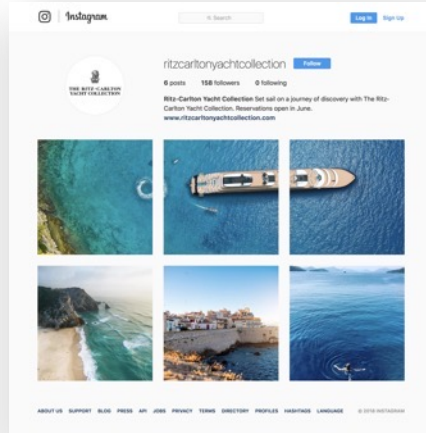 Instagram
Search
Log In Sign Up
ritzcarltonyachtcollection Follow
6 posts 158 followers 0 following
THE RITZ-CARLTON
YACHT COLLECTION
Ritz-Carlton Yacht Collection Set sail on a journey of discovery with The Ritz-
Carlton Yacht Collection. Reservations open in June.
www.ritzcarltonyachtcollection.com
ABOUT US SUPPORT BLOG PRESS API JOBS PRIVACY TERMS DIRECTORY PROFILES HASHTAGS LANGUAGE © 2018 INSTAGRAM